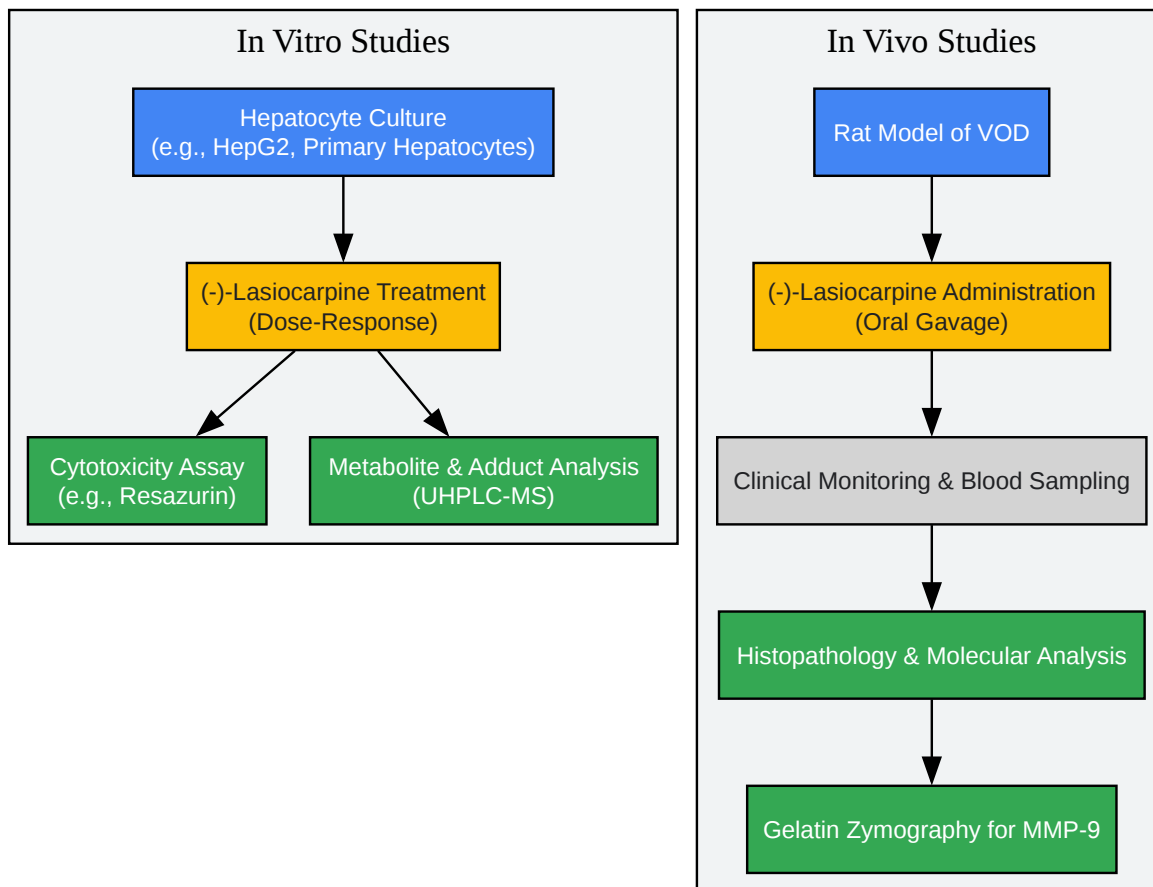 In Vitro Studies
Hepatocyte Culture
(e.g., HepG2, Primary Hepatocytes)
(-)-Lasiocarpine Treatment
(Dose-Response)
Cytotoxicity Assay
(e.g., Resazurin)
Metabolite & Adduct Analysis
(UHPLC-MS)
In Vivo Studies
Rat Model of VOD
(-)-Lasiocarpine Administration
(Oral Gavage)
Clinical Monitoring & Blood Sampling
Histopathology & Molecular Analysis
Gelatin Zymography for MMP-9